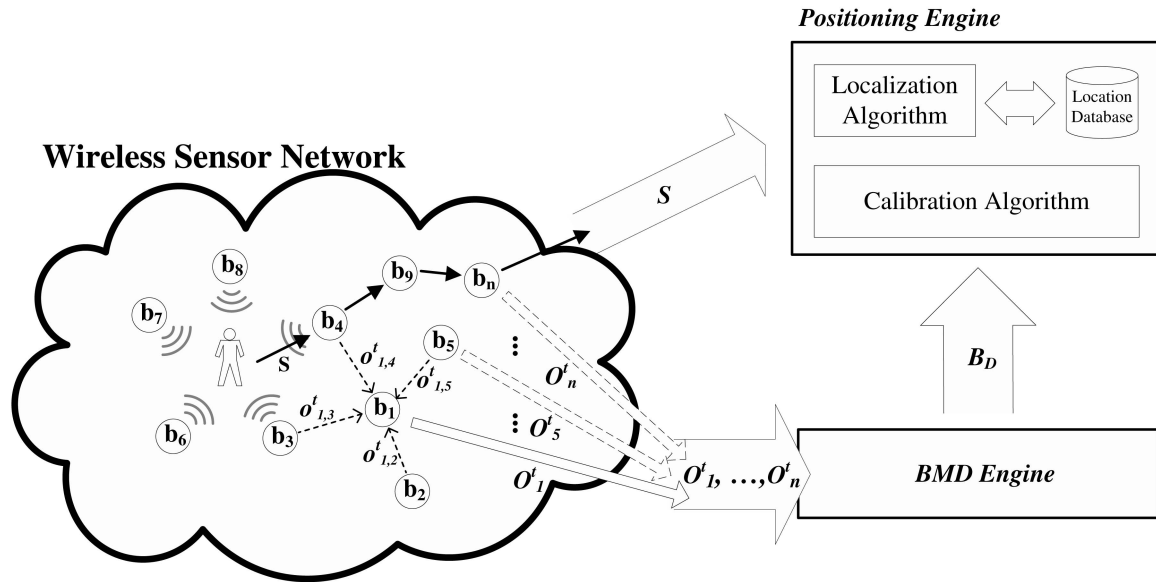 Positioning Engine
Localization
Algorithm
Location
Database
Calibration Algorithm
Wireless Sensor Network
S
b8
b9
bn
b7
b4
b5
S
o^t_{1,4}
o^t_{1,5}
...
O^t_n
B_D
b1
o^t_{1,3}
b6
b3
...
O^t_5
o^t_{1,2}
b2
O^t_1
O^t_1, ...,O^t_n
BMD Engine